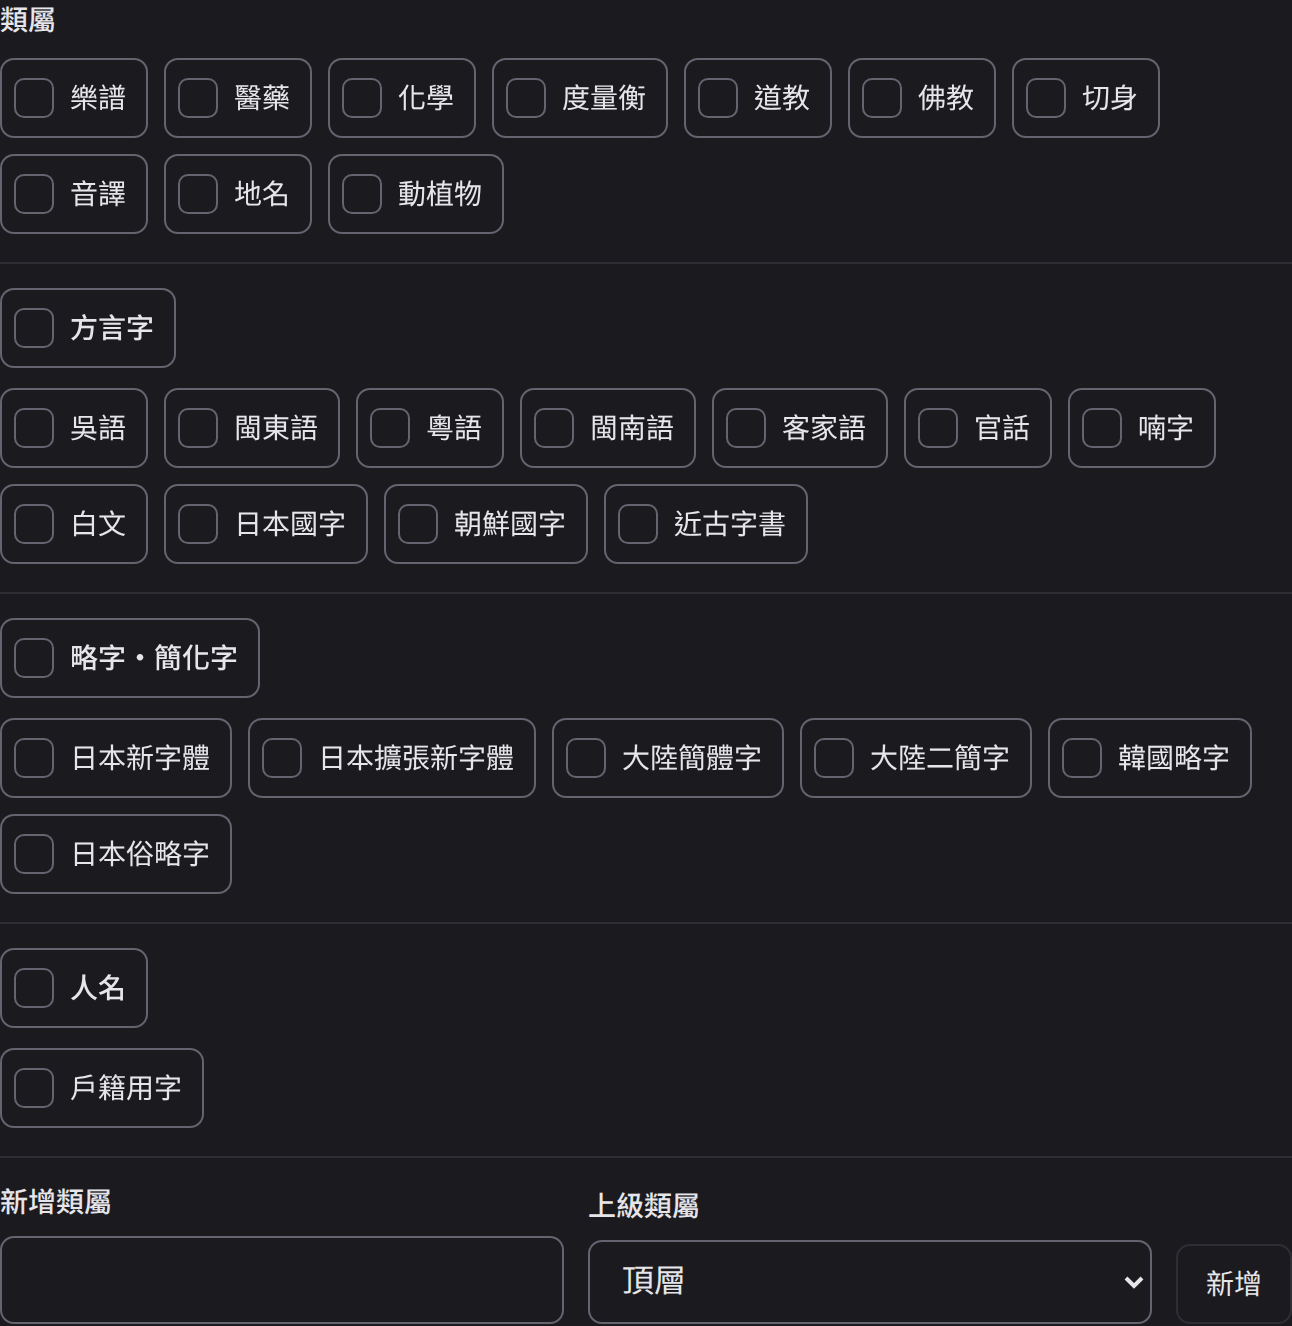 類屬
樂譜 醫藥 化學 度量衡 道教 佛教 切身
音譯 地名 動植物
方言字
吳語 閩東語 粵語 閩南語 客家語 官話 喃字
白文 日本國字 朝鮮國字 近古字書
略字・簡化字
日本新字體 日本擴張新字體 大陸簡體字 大陸二簡字 韓國略字
日本俗略字
人名
戶籍用字
新增類屬 上級類屬
頂層 新增